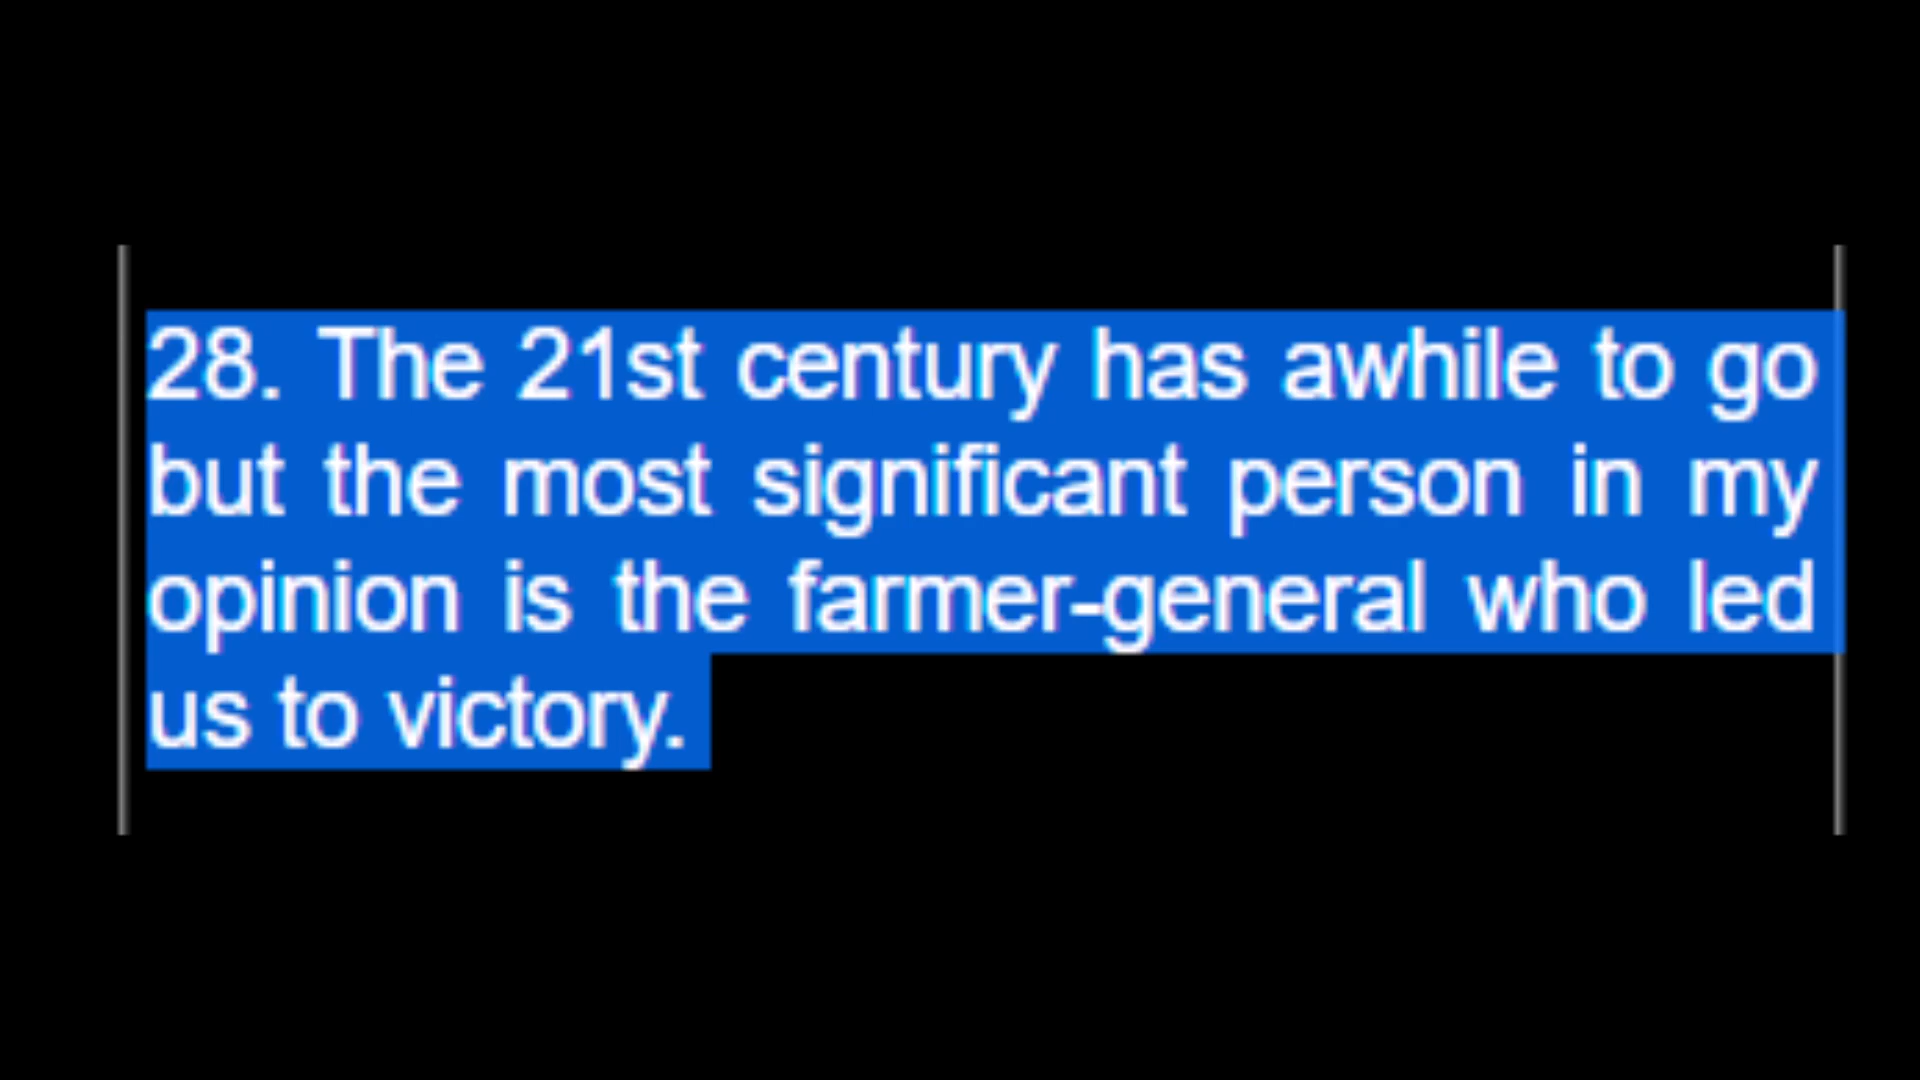 28. The 21st century has awhile to go
but the most significant person in my
opinion is the farmer-general who led
us to victory.